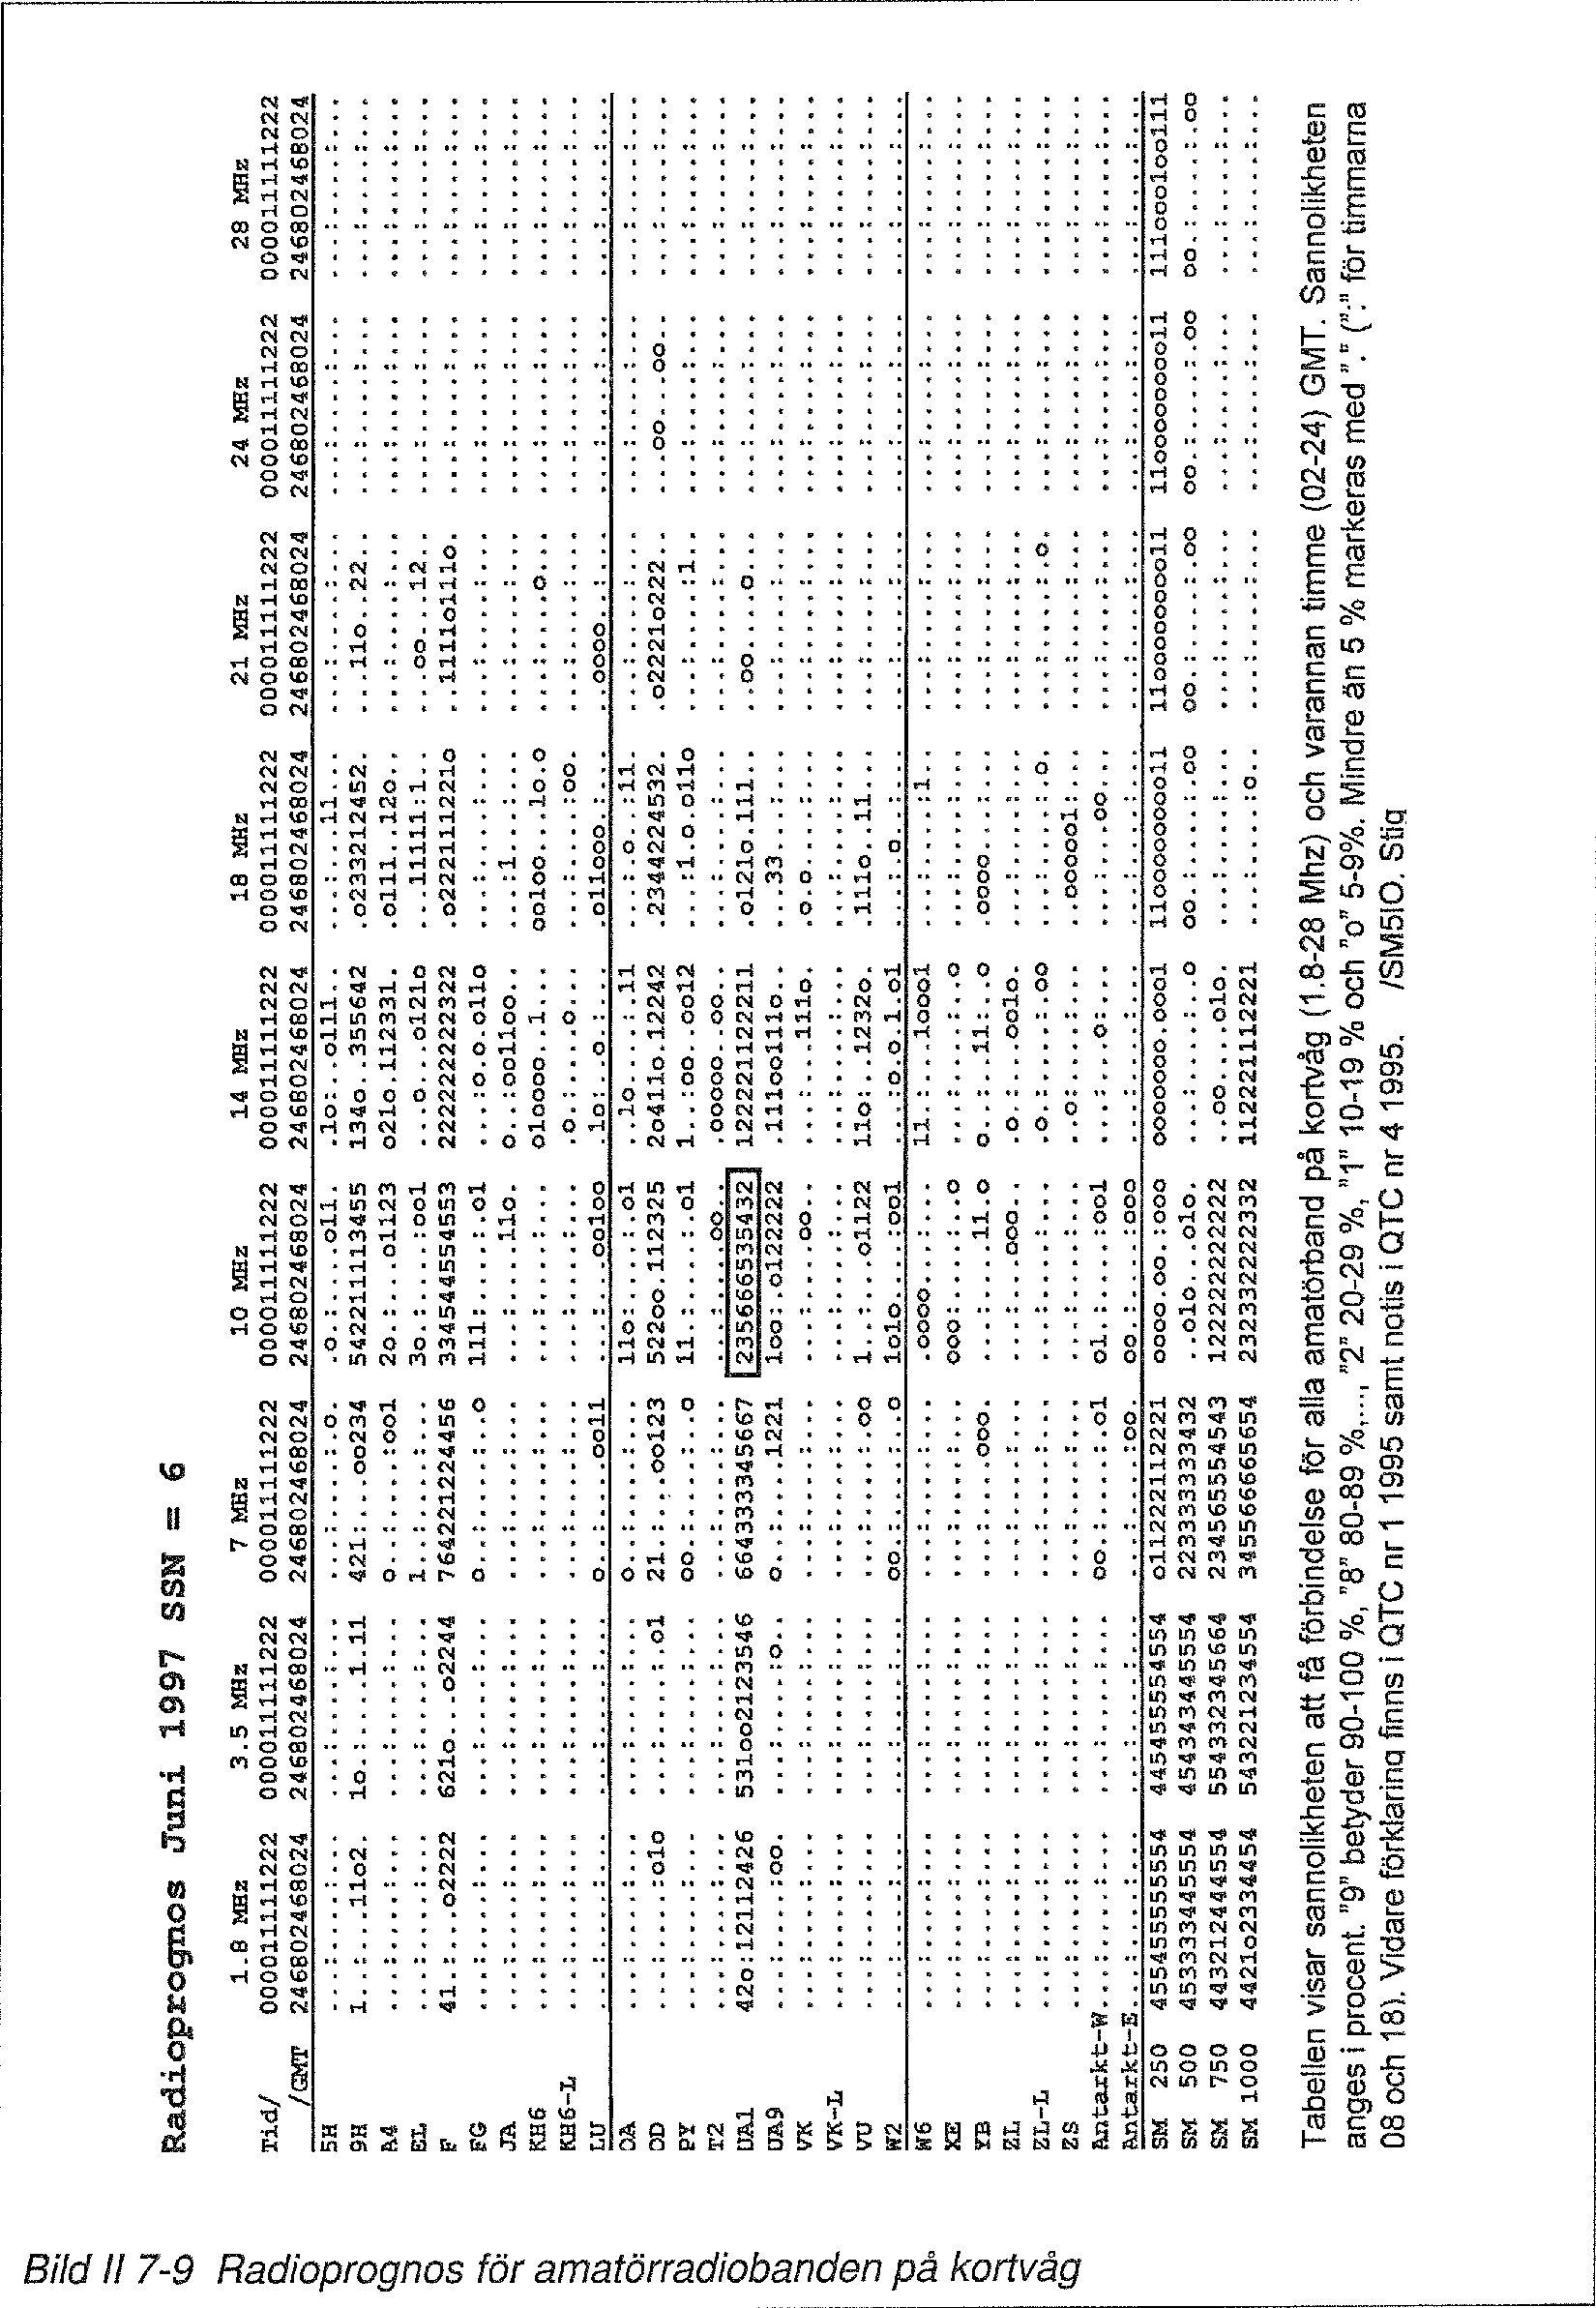 Radioprognos Juni 1997 SSN = 6
1.8 MHz 3.5 MHz 7 MHz 10 MHz 14 MHz 18 MHz 21 MHz 24 MHz 28 MHz
Tid/ 000011111222 000011111222 000011111222 000011111222 000011111222 000011111222 000011111222 000011111222 000011111222
/GMT 246802468024 246802468024 246802468024 246802468024 246802468024 246802468024 246802468024 246802468024 246802468024
5H ...:....:... ...:....:... ...:....:.o. .o.:....o11. .1o:..o111.. ...:...11... ...:....:... ...:....:... ...:....:...
9H 1..:...11o2. 1o.:....1.11 421:...oo234 542211113455 134o..355642 .o233212452. ...11o..22.. ...:....:... ...:....:...
A4 ...:....:... ...:....:... o..:....:oo1 2o.:...o1123 o21o.112331. .o111..12o.. ...:....:... ...:....:... ...:....:...
EL ...:....:... ...:....:... 1..:....:... 3o.:....:oo1 ...o...o121o ...11111:1.. ...oo...12.. ...:....:... ...:....:...
F 41.:...o2222 621o...o2244 764221224456 334544554553 222222222322 .o222111221o ..1111o111o. ...:....:... ...:....:...
FG ...:....:... ...:....:... o..:....:..o 111:....:.o1 ...:o.o.o11o ...:....:... ...:....:... ...:....:... ...:....:...
JA ...:....:... ...:....:... ...:....:... ...:....11o. o..:oo11oo.. ...:1...:... ...:....:... ...:....:... ...:....:...
KH6 ...:....:... ...:....:... ...:....:... ...:....:... o1oooo..1... oo1oo...1o.o ...:....o... ...:....:... ...:....:...
KH6-L ...:....:... ...:....:... ...:....:... ...:....:... .o.:....o... ...:....:oo. ...:....:... ...:....:... ...:....:...
LU ...:....:... ...:....:... o..:....oo11 ...:...oo1oo .1o:..o.:... .o11ooo.:... ..oooo..:... ...:....:... ...:....:...
OA ...:....:... ...:....:... o..:....:... 11o:....:.o1 ..1o....:.11 ...:.o..:11. ...:....:... ...:....:... ...:....:...
OD ...:....:o1o ...:....:.o1 21.:...oo123 522oo.112325 2o411o.12242 .2344224532. .o2221o222.. ...oo...oo.. ...:....:...
PY ...:....:... ...:....:... oo.:....:..o 11.:....:.o1 1..:oo..oo12 ...:1.o.o11o ...:....:1.. ...:....:... ...:....:...
T2 ...:....:... ...:....:... ...:....:... ...:....oo.. .ooooo..oo.. ...:....:... ...:....:... ...:....:... ...:....:...
UA1 42o:12112426 531oo2123546 664333345667 235666535432 122221122211 .o121o.111.. ..oo....o... ...:....:... ...:....:...
UA9 ...:....:oo. ...:....:o.. o..:....1221 1oo:.o122222 .111oo111o.. ...33...:... ...:....:... ...:....:... ...:....:...
VK ...:....:... ...:....:... ...:....:... ...:....oo.. ...:...111o. .o.o....:... ...:....:... ...:....:... ...:....:...
VK-L ...:....:... ...:....:... ...:....:... ...:....:... ...:....:... ...:....:... ...:....:... ...:....:... ...:....:...
VU ...:....:... ...:....:... ...:....:.oo 1..:...o1122 11o:..1232o. .111o..11... ...:....:... ...:....:... ...:....:...
W2 ...:....:... ...:....:... oo.:....:..o 1o1o....:oo1 ...:o.o.1.o1 ...:.o..:... ...:....:... ...:....:... ...:....:...
W6 ...:....:... ...:....:... ...:....:... .oooo...:... 11.:...1ooo1 ...:....:1.. ...:....:... ...:....:... ...:....:...
XE ...:....:... ...:....:... ...:....:... ooo:....:..o ...:....:..o ...:....:... ...:....:... ...:....:... ...:....:...
YB ...:....:... ...:....:... ...:....ooo. ...:....11.o o..:..11:..o .oooo...:... ...:....:... ...:....:... ...:....:...
ZL ...:....:... ...:....:... ...:....:... ...:...ooo.. .o.:...oo1o. ...:....:... ...:....:... ...:....:... ...:....:...
ZL-L ...:....:... ...:....:... ...:....:... ...:....:... .o.:....:.oo ...:....:.o. ...:....:.o. ...:....:... ...:....:...
ZS ...:....:... ...:....:... ...:....:... ...:....:... ..o:....:... ...oooo1:... ...:....:... ...:....:... ...:....:...
Antarkt-W...:....:... ...:....:... oo.:....:.o1 o1.:....:oo1 ...:...o:... ...:....oo.. ...:....:... ...:....:... ...:....:...
Antarkt-E...:....:... ...:....:... ...:....:oo. oo.:....:ooo ...:....:... ...:....:... ...:....:... ...:....:... ...:....:...
SM 250 455455555554 445455554554 o11222112221 oooo.oo.:ooo ooooooo.ooo1 11oooooooo11 11oooooooo11 11oooooooo11 111ooo1oo111
SM 500 453333445554 454343445554 223333333432 ..o1o...o1o. ...:....:..o oo.:....:.oo oo.:....:.oo oo.:....:.oo oo.:....:.oo
SM 750 443212444554 554332345664 234565554543 122222222222 ..oo....o1o. ...:....:... ...:....:... ...:....:... ...:....:...
SM 1000 4421o2334454 543221234554 345566665654 232332222332 112221112221 ...:....:o.. ...:....:o.. ...:....:... ...:....:...
Tabellen visar sannolikheten att få förbindelse för alla amatörband på kortvåg (1.8-28 Mhz) och varannan timme (02-24) GMT. Sannolikheten
anges i procent. "9" betyder 90-100 %, "8" 80-89 %,..., "2" 20-29 %, "1" 10-19 % och "o" 5-9%. Mindre än 5 % markeras med "." (":" för timmarna
08 och 18). Vidare förklaring finns i QTC nr 1 1995 samt notis i QTC nr 4 1995. /SM5IO. Stig
Bild II 7-9 Radioprognos för amatörradiobanden på kortvåg